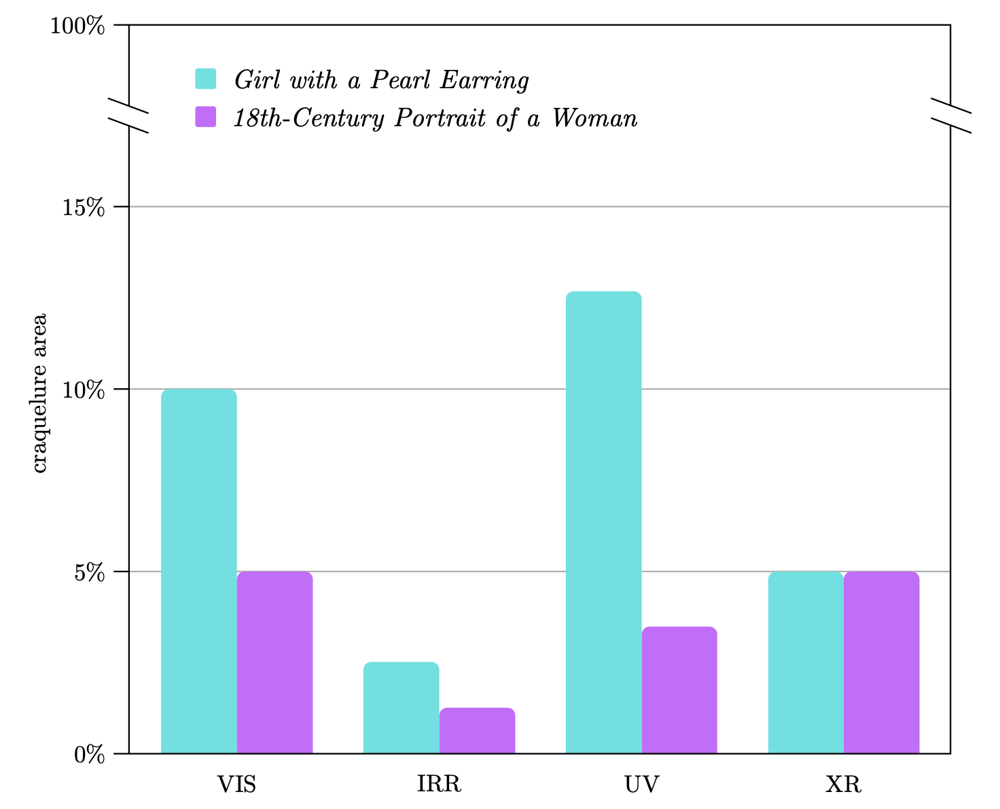 100%
Girl with a Pearl Earring
18th-Century Portrait of a Woman
15%
10%
craquelure area
5%
0%
VIS IRR UV XR